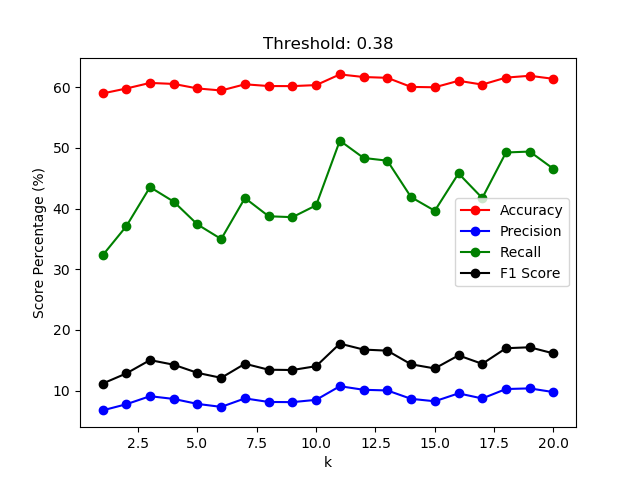 Threshold: 0.38
Score Percentage (%)
60
50
40
30
20
10
Accuracy
Precision
Recall
F1 Score
2.5 5.0 7.5 10.0 12.5 15.0 17.5 20.0
k